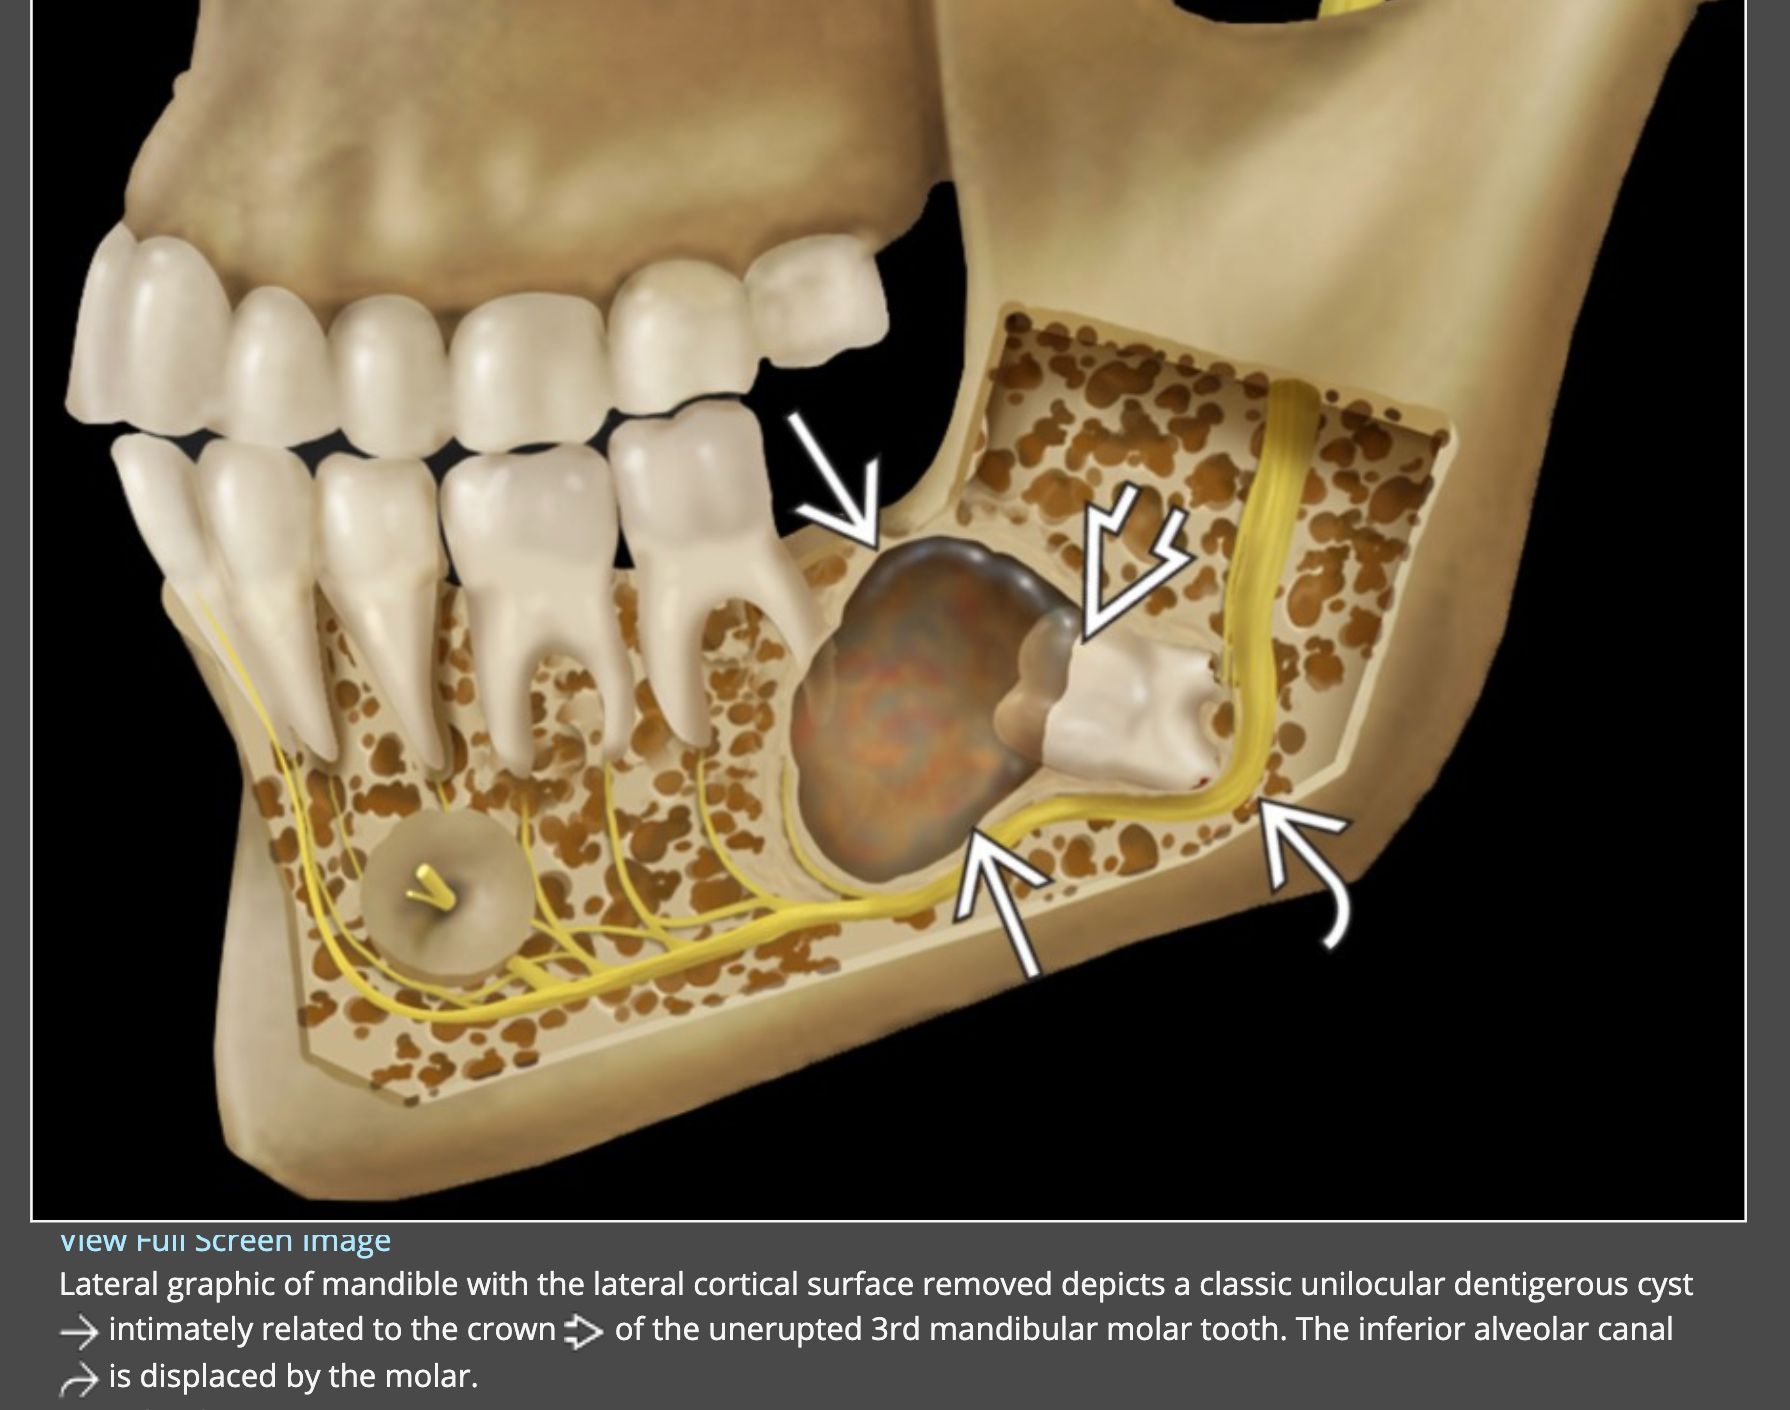 View Full Screen Image
Lateral graphic of mandible with the lateral cortical surface removed depicts a classic unilocular dentigerous cyst
intimately related to the crown of the unerupted 3rd mandibular molar tooth. The inferior alveolar canal
is displaced by the molar.